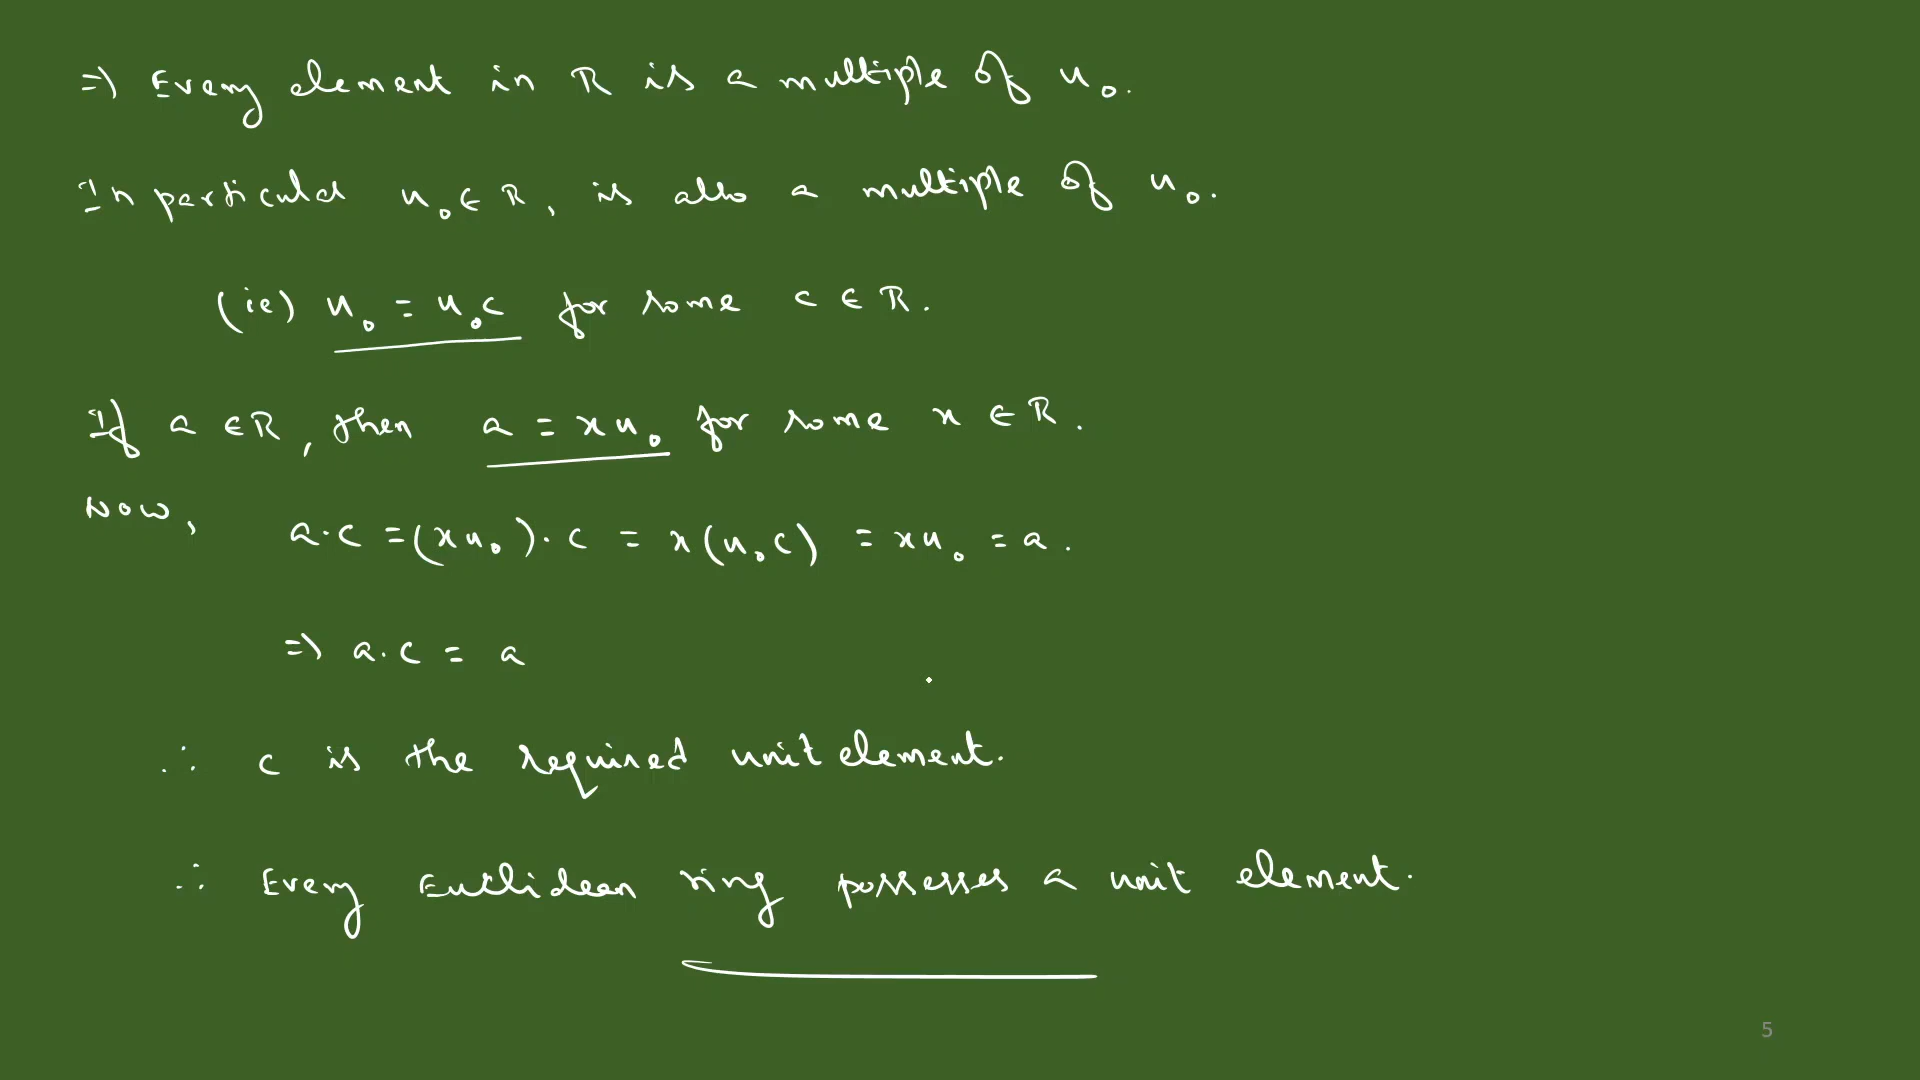 ⇒ Every element in R is a multiple of u₀.
In particular u₀ ∈ R, is also a multiple of u₀.
(ie) u₀ = u₀c for some c ∈ R.
If a ∈ R, then a = xu₀ for some x ∈ R.
Now,
a·c = (xu₀)·c = x(u₀c) = xu₀ = a.
⇒ a·c = a
∴ c is the required unit element.
∴ Every Euclidean ring possesses a unit element.
5